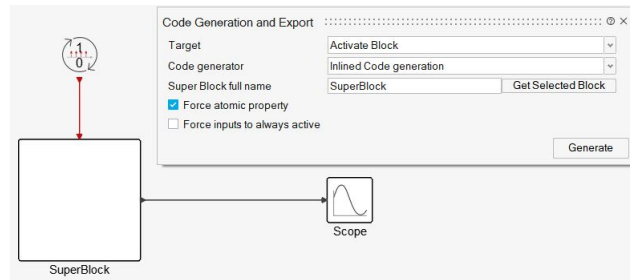 Code Generation and Export
Target Activate Block
Code generator Inlined Code generation
Super Block full name SuperBlock Get Selected Block
Force atomic property
Force inputs to always active
Generate
1
0
Scope
SuperBlock